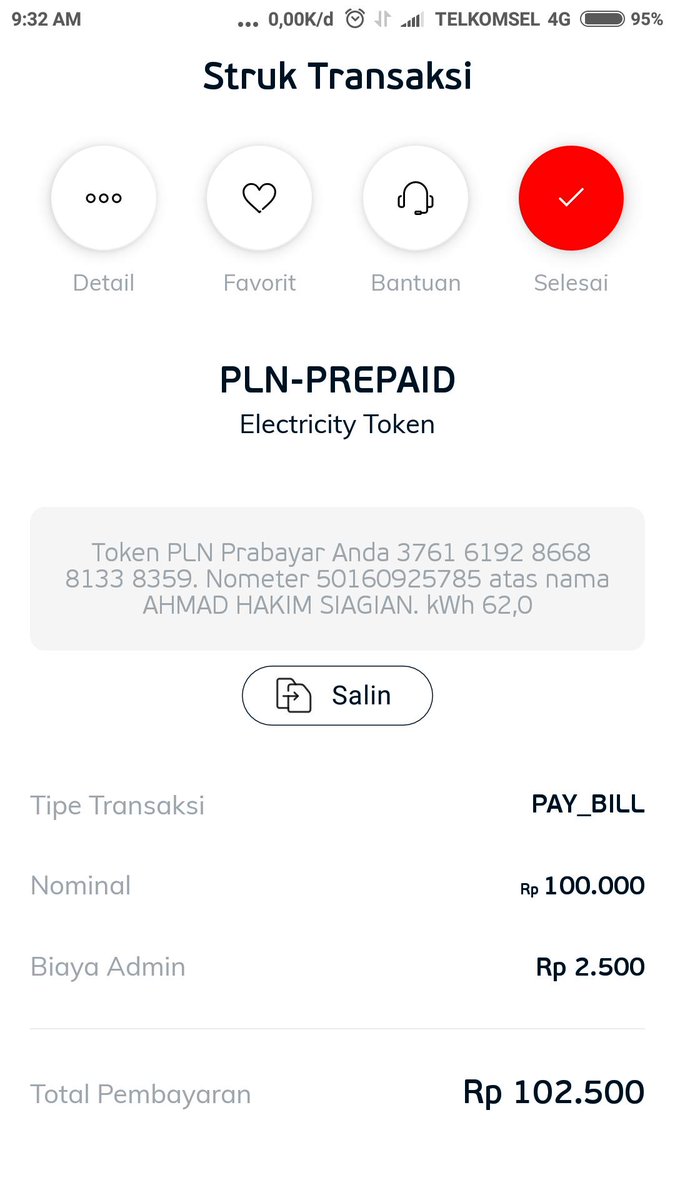 9:32 AM ... 0,00K/d TELKOMSEL 4G 95%
Struk Transaksi
Detail Favorit Bantuan Selesai
PLN-PREPAID
Electricity Token
Token PLN Prabayar Anda 3761 6192 8668
8133 8359. Nometer 50160925785 atas nama
AHMAD HAKIM SIAGIAN. kWh 62,0
Salin
Tipe Transaksi PAY_BILL
Nominal Rp 100.000
Biaya Admin Rp 2.500
Total Pembayaran Rp 102.500